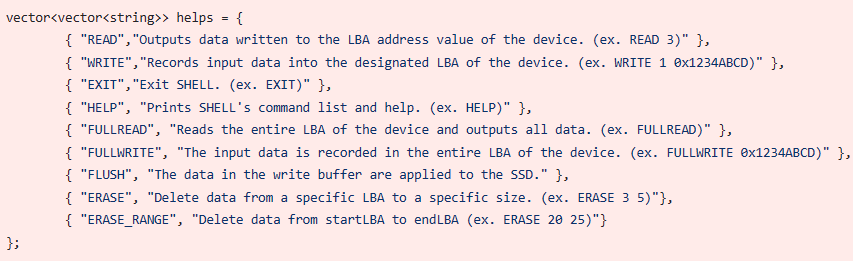 vector<vector<string>> helps = {
{ "READ","Outputs data written to the LBA address value of the device. (ex. READ 3)" },
{ "WRITE","Records input data into the designated LBA of the device. (ex. WRITE 1 0x1234ABCD)" },
{ "EXIT","Exit SHELL. (ex. EXIT)" },
{ "HELP", "Prints SHELL's command list and help. (ex. HELP)" },
{ "FULLREAD", "Reads the entire LBA of the device and outputs all data. (ex. FULLREAD)" },
{ "FULLWRITE", "The input data is recorded in the entire LBA of the device. (ex. FULLWRITE 0x1234ABCD)" },
{ "FLUSH", "The data in the write buffer are applied to the SSD." },
{ "ERASE", "Delete data from a specific LBA to a specific size. (ex. ERASE 3 5)"},
{ "ERASE_RANGE", "Delete data from startLBA to endLBA (ex. ERASE 20 25)"}
};